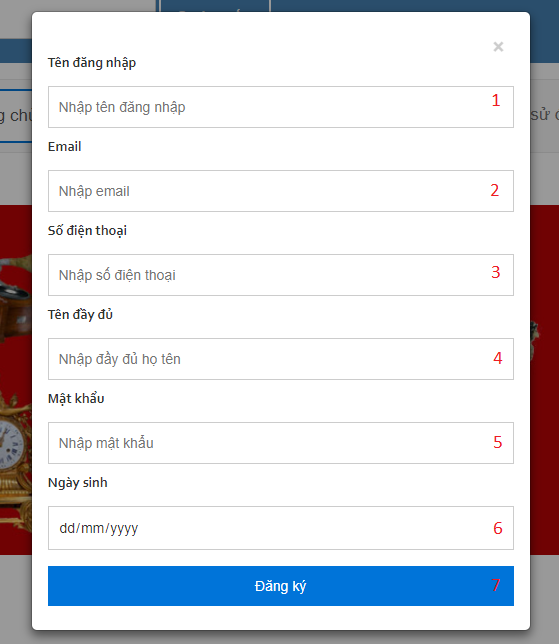 ×
Tên đăng nhập
Nhập tên đăng nhập 1
Email
Nhập email 2
Số điện thoại
Nhập số điện thoại 3
Tên đầy đủ
Nhập đầy đủ họ tên 4
Mật khẩu
Nhập mật khẩu 5
Ngày sinh
dd/mm/yyyy 6
Đăng ký